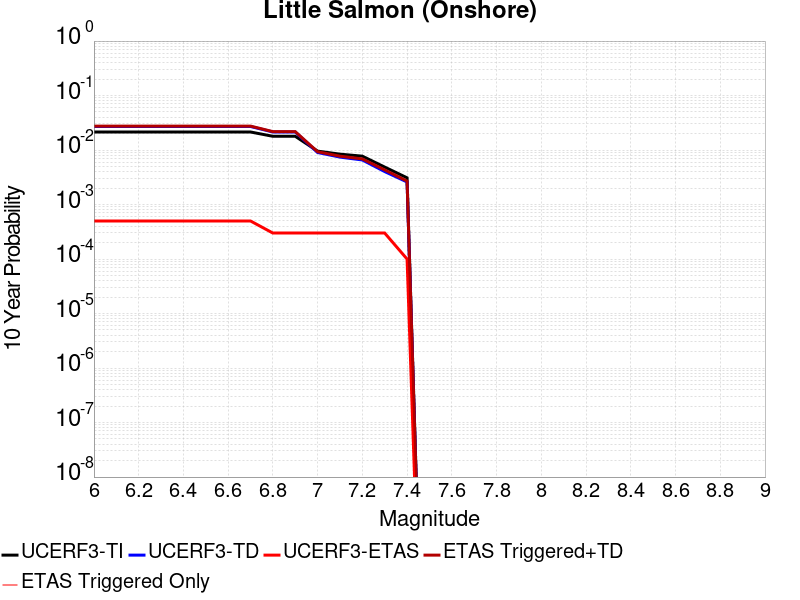 Little Salmon (Onshore)
10^0
10^-1
10^-2
10^-3
10^-4
10^-5
10^-6
10^-7
10^-8
10 Year Probability
6 6.2 6.4 6.6 6.8 7 7.2 7.4 7.6 7.8 8 8.2 8.4 8.6 8.8 9
Magnitude
UCERF3-TI UCERF3-TD UCERF3-ETAS ETAS Triggered+TD
ETAS Triggered Only